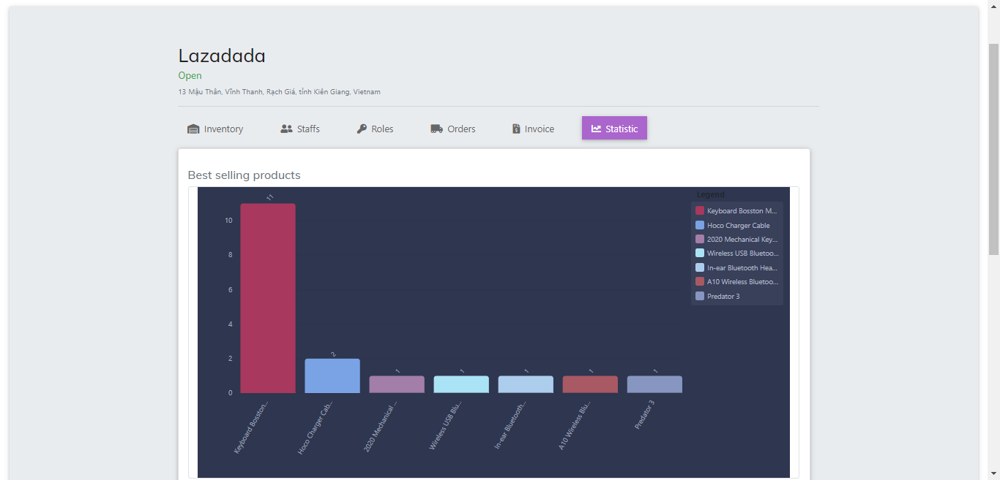 Lazadada
Open
13 Mậu Thân, Vĩnh Thanh, Rạch Giá, tỉnh Kiên Giang, Vietnam
Inventory Staffs Roles Orders Invoice Statistic
Best selling products
11
2
1
1
1
1
1
10
8
6
4
2
0
Keyboard Bosston...
Hoco Charger Cab...
2020 Mechanical ...
Wireless USB Blu...
In-ear Bluetooth...
A10 Wireless Blu...
Predator 3
Legend
Keyboard Bosston M...
Hoco Charger Cable
2020 Mechanical Key...
Wireless USB Bluetoo...
In-ear Bluetooth Hea...
A10 Wireless Bluetoo...
Predator 3